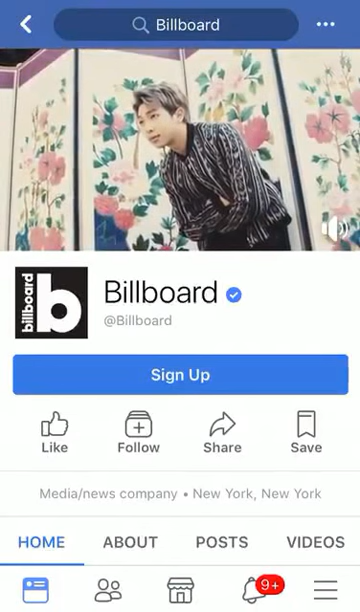 Billboard
billboard
b
Billboard
@Billboard
Sign Up
Like
Follow
Share
Save
Media/news company • New York, New York
HOME
ABOUT
POSTS
VIDEOS
9+